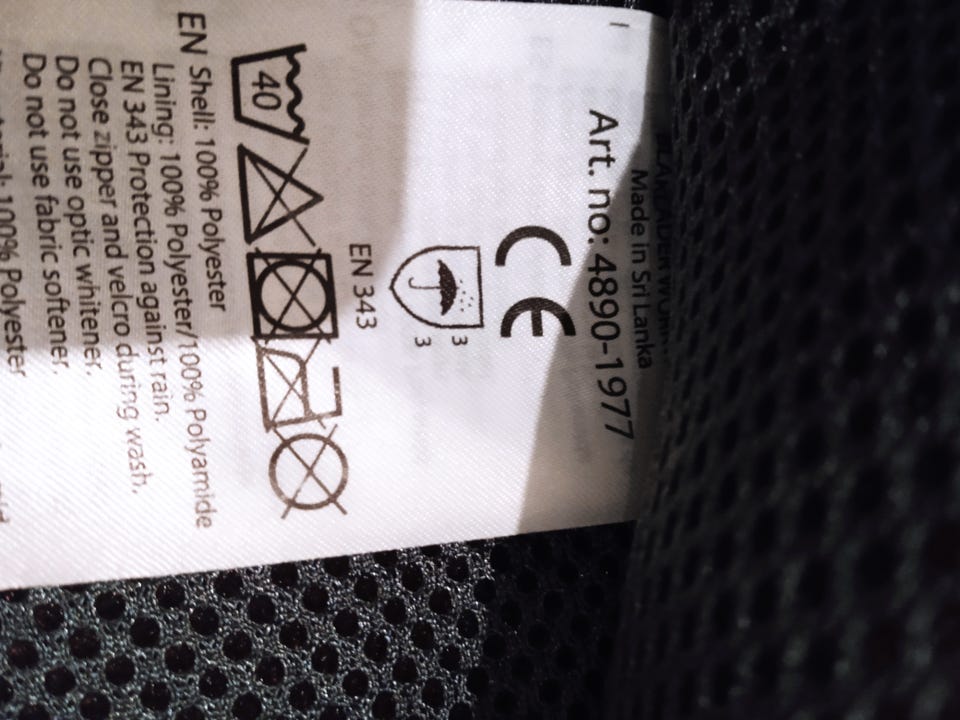 Made in Sri Lanka
Art. no: 4890-1977
CE
3
3
EN 343
40
EN Shell: 100% Polyester
Lining: 100% Polyester/100% Polyamide
EN 343 Protection against rain.
Close zipper and velcro during wash.
Do not use optic whitener.
Do not use fabric softener.
100% Polyester